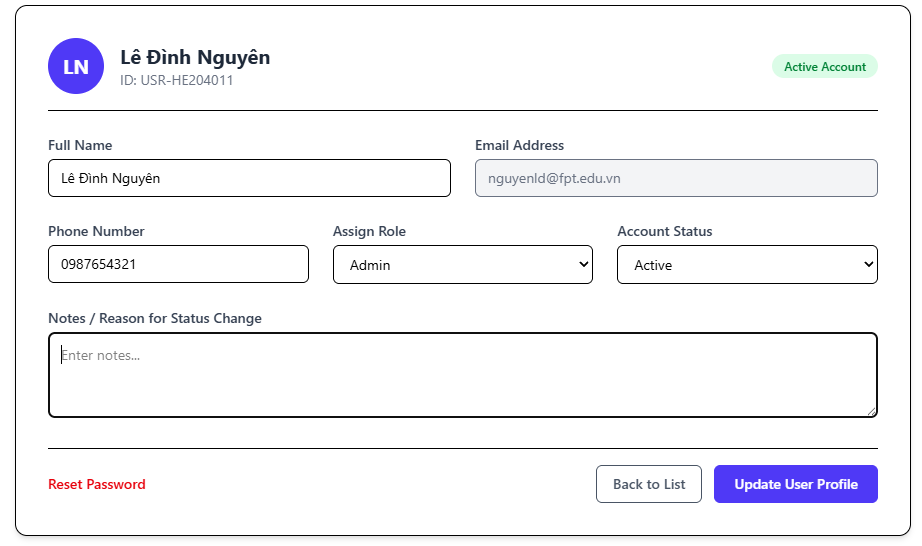 LN
Lê Đình Nguyên
ID: USR-HE204011
Active Account
Full Name
Email Address
Lê Đình Nguyên
nguyenld@fpt.edu.vn
Phone Number
Assign Role
Account Status
0987654321
Admin
Active
Notes / Reason for Status Change
Enter notes...
Reset Password
Back to List
Update User Profile